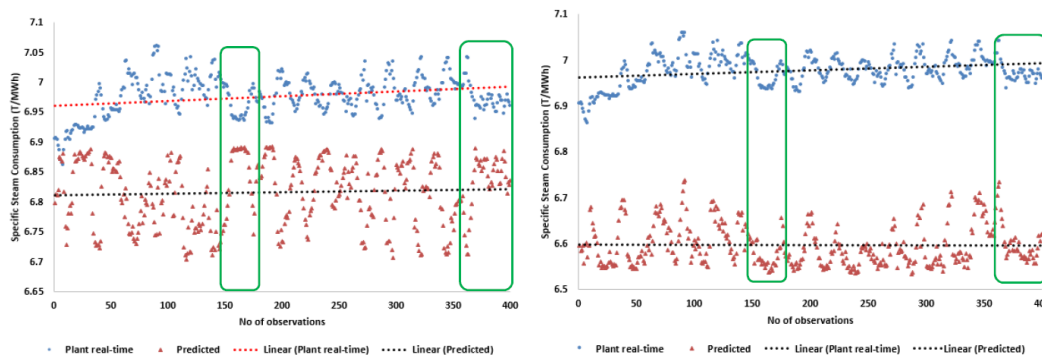 7.1
7.05
7
6.95
6.9
6.85
6.8
6.75
6.7
6.65
Specific Steam Consumption (T/MWh)
0 50 100 150 200 250 300 350 400
No of observations
Plant real-time Predicted Linear (Plant real-time) Linear (Predicted)
7.1
7
6.9
6.8
6.7
6.6
6.5
Specific Steam Consumption (T/MWh)
0 50 100 150 200 250 300 350 400
No of observations
Plant real-time Predicted Linear (Plant real-time) Linear (Predicted)